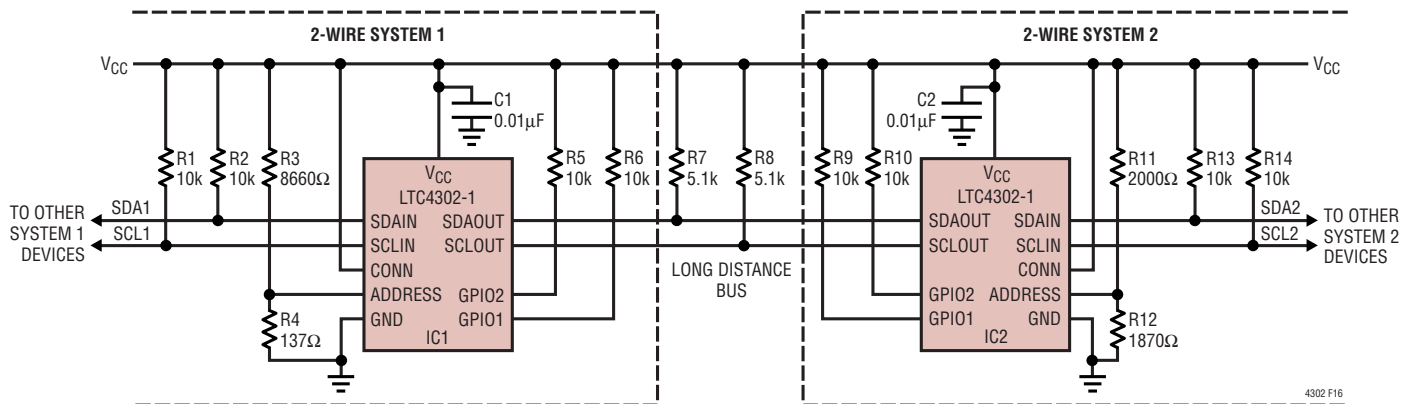 2-WIRE SYSTEM 1
2-WIRE SYSTEM 2
VCC
VCC
C1
0.01µF
C2
0.01µF
R1
10k
R2
10k
R3
8660Ω
R5
10k
R6
10k
R7
5.1k
R8
5.1k
R9
10k
R10
10k
R11
2000Ω
R13
10k
R14
10k
VCC
LTC4302-1
SDAIN
SDAOUT
SCLIN
SCLOUT
CONN
ADDRESS
GPIO2
GND
GPIO1
IC1
VCC
LTC4302-1
SDAOUT
SDAIN
SCLOUT
SCLIN
CONN
GPIO2
ADDRESS
GPIO1
GND
IC2
TO OTHER
SYSTEM 1
DEVICES
SDA1
SCL1
LONG DISTANCE
BUS
SDA2
SCL2
TO OTHER
SYSTEM 2
DEVICES
R4
137Ω
R12
1870Ω
4302 F16